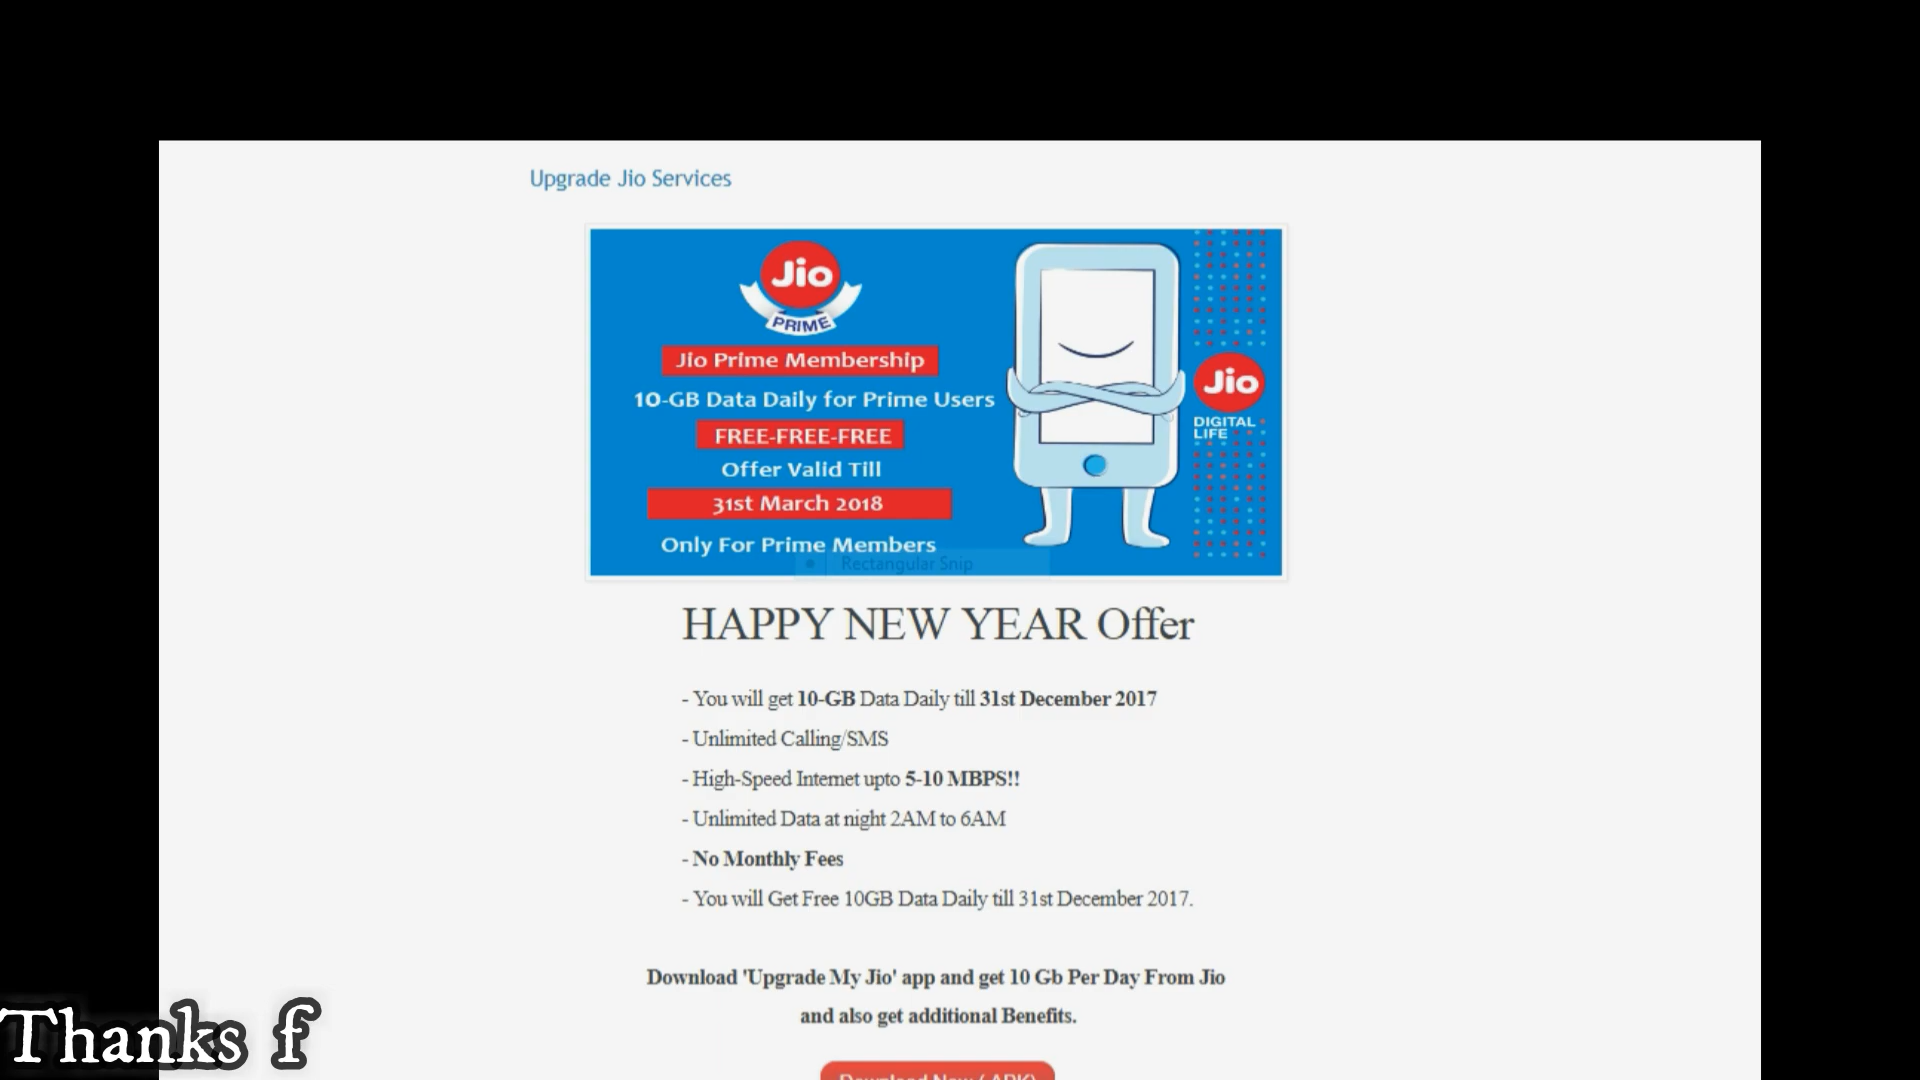 Upgrade Jio Services
Jio
PRIME
Jio Prime Membership
10-GB Data Daily for Prime Users
FREE-FREE-FREE
Offer Valid Till
31st March 2018
Only For Prime Members
Rectangular Snip
Jio
DIGITAL
LIFE
HAPPY NEW YEAR Offer
- You will get 10-GB Data Daily till 31st December 2017
- Unlimited Calling/SMS
- High-Speed Internet upto 5-10 MBPS!!
- Unlimited Data at night 2AM to 6AM
- No Monthly Fees
- You will Get Free 10GB Data Daily till 31st December 2017.
Download 'Upgrade My Jio' app and get 10 Gb Per Day From Jio
and also get additional Benefits.
Thanks f
Download Now (.APK)